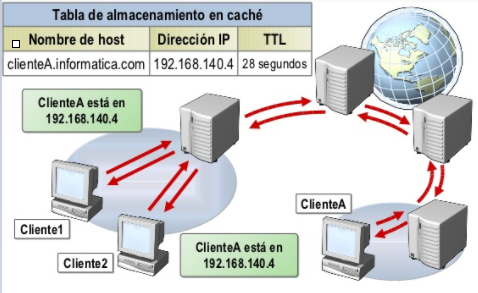 Tabla de almacenamiento en caché
Nombre de host Dirección IP TTL
clienteA.informatica.com 192.168.140.4 28 segundos
ClienteA está en
192.168.140.4
ClienteA
Cliente1
Cliente2
ClienteA está en
192.168.140.4